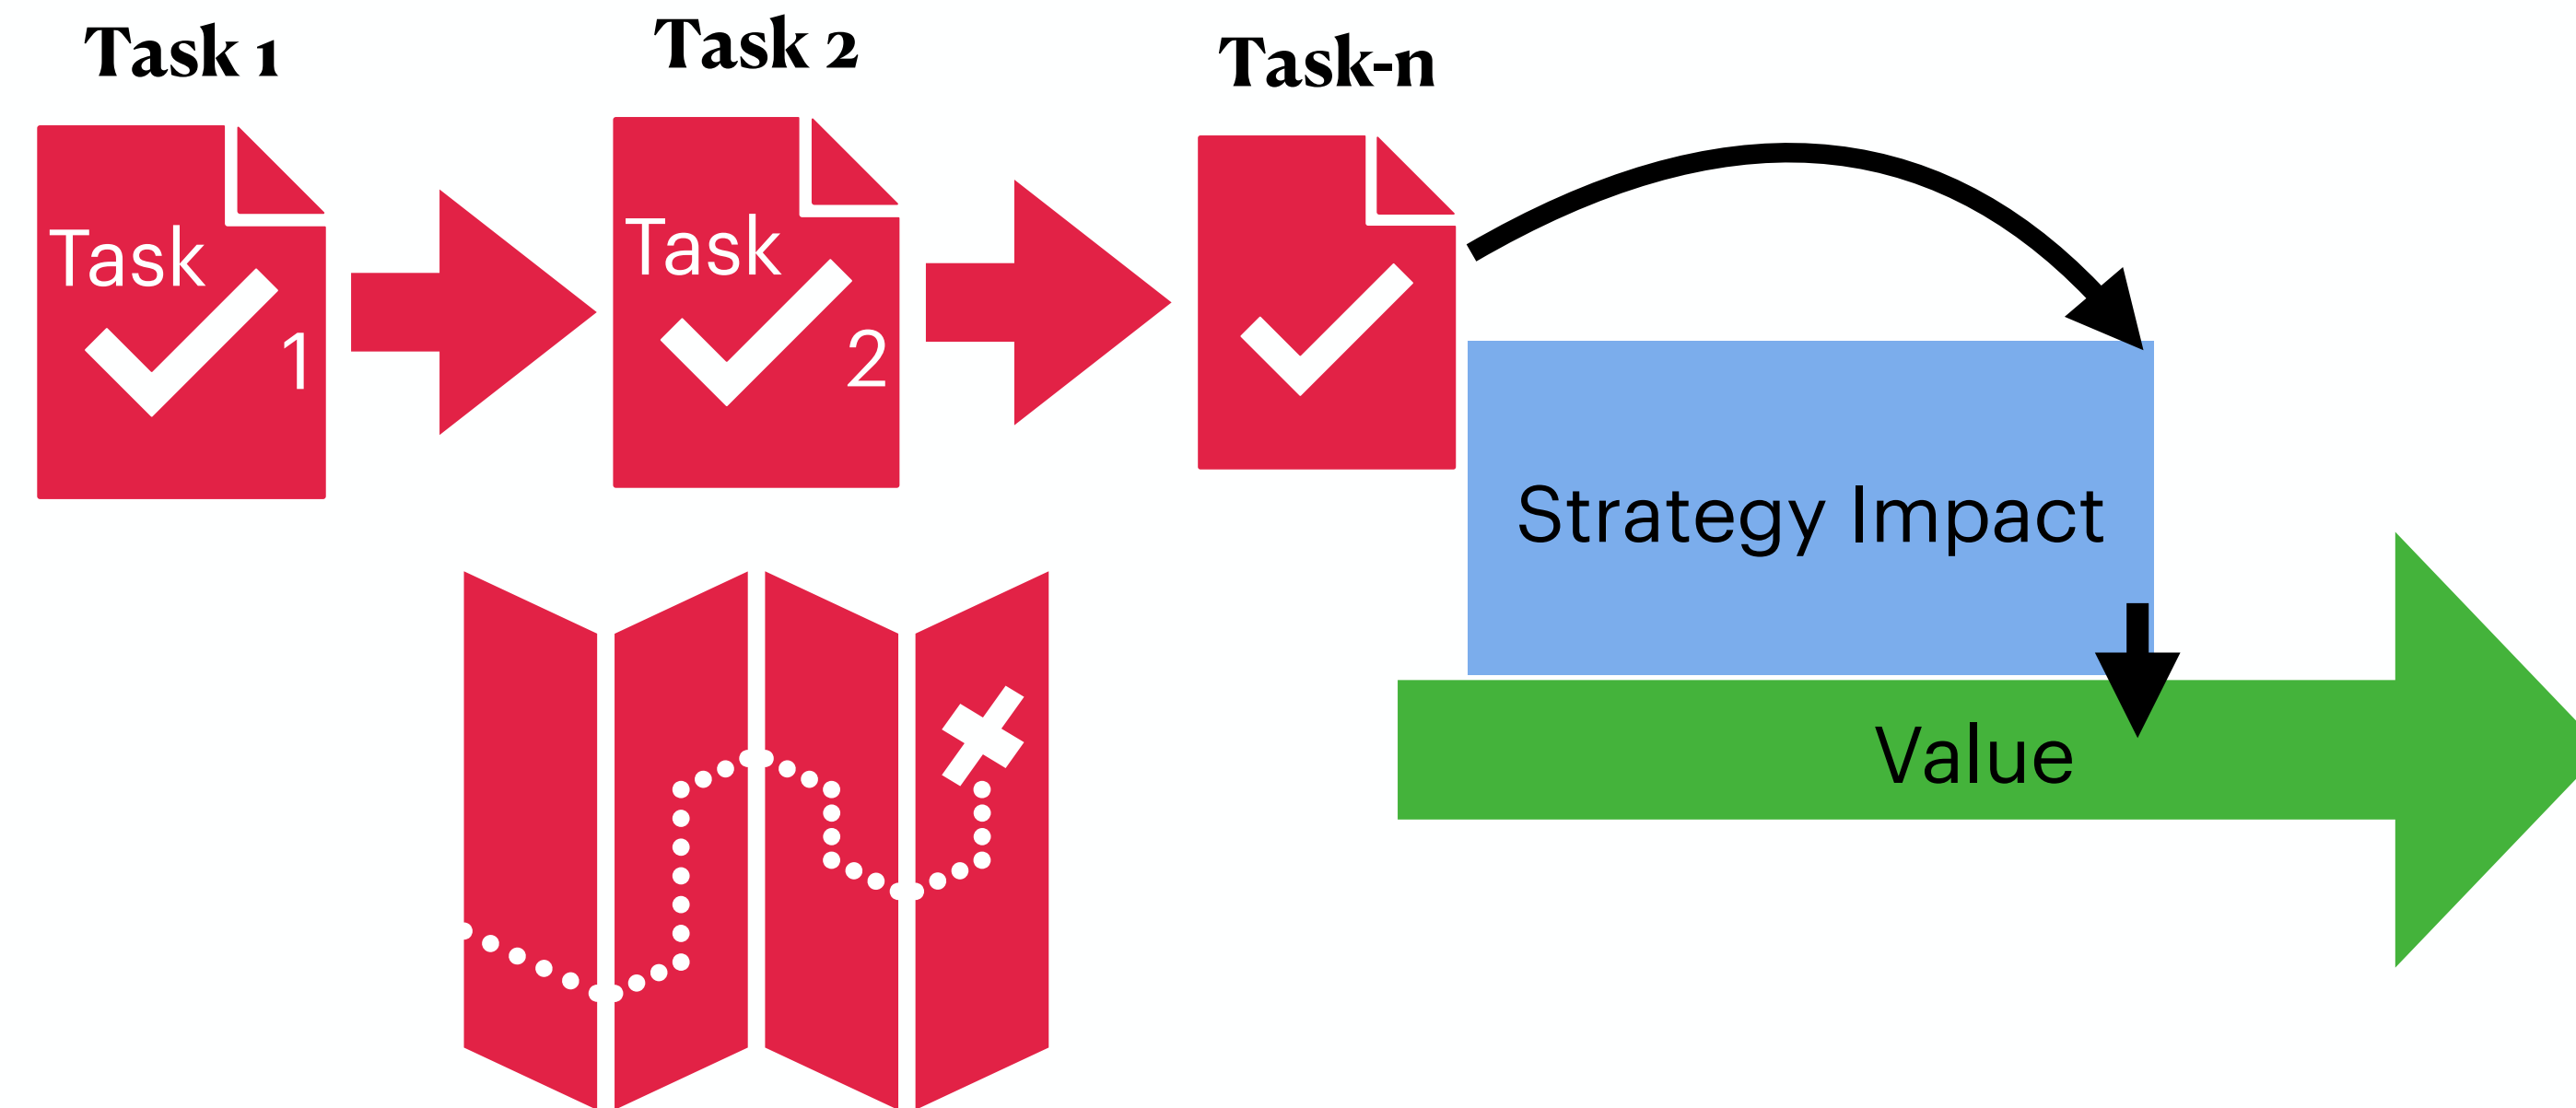 Task 1
Task 2
Task-n
Task
1
Task
2
Strategy Impact
Value